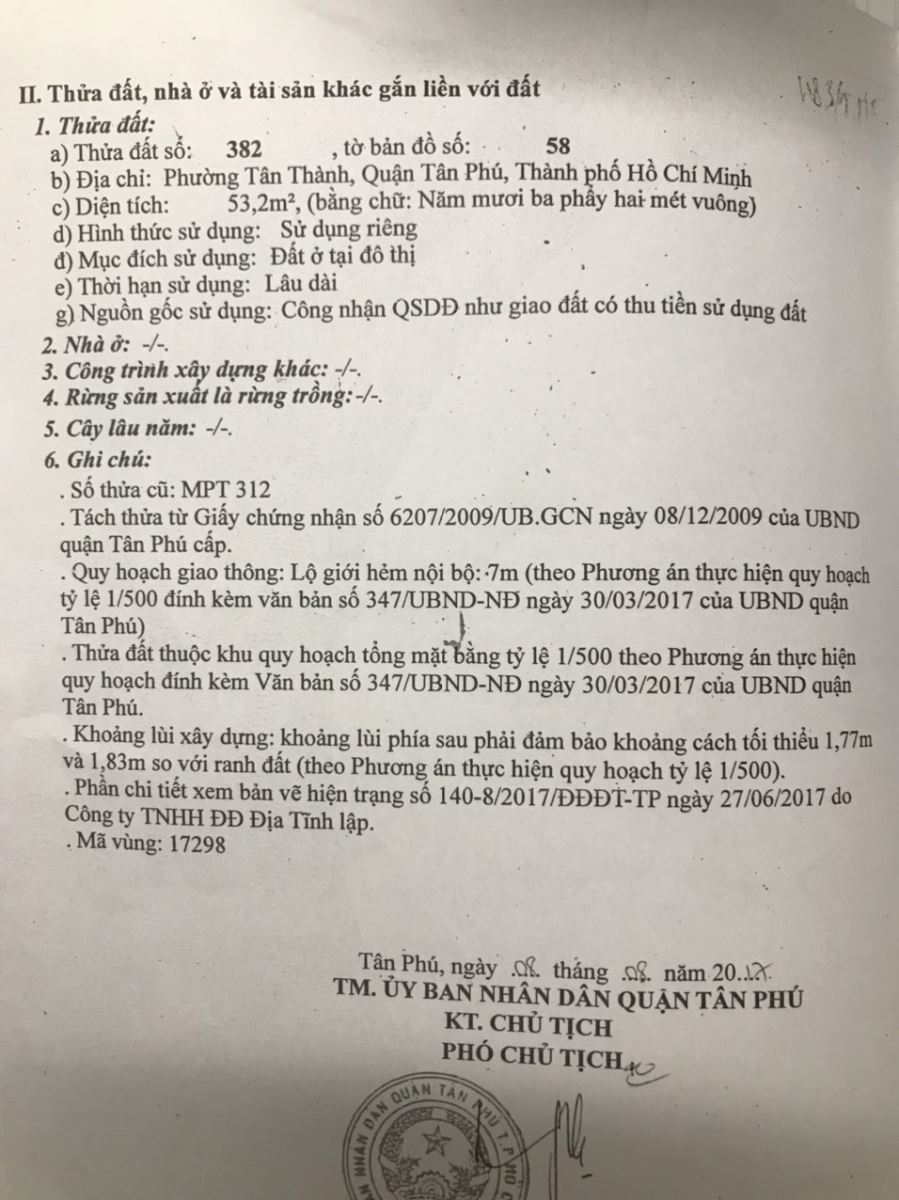 II. Thửa đất, nhà ở và tài sản khác gắn liền với đất
1. Thửa đất:
a) Thửa đất số: 382 , tờ bản đồ số: 58
b) Địa chỉ: Phường Tân Thành, Quận Tân Phú, Thành phố Hồ Chí Minh
c) Diện tích: 53,2m², (bằng chữ: Năm mươi ba phẩy hai mét vuông)
d) Hình thức sử dụng: Sử dụng riêng
đ) Mục đích sử dụng: Đất ở tại đô thị
e) Thời hạn sử dụng: Lâu dài
g) Nguồn gốc sử dụng: Công nhận QSDĐ như giao đất có thu tiền sử dụng đất
2. Nhà ở: -/-.
3. Công trình xây dựng khác: -/-.
4. Rừng sản xuất là rừng trồng: -/-.
5. Cây lâu năm: -/-.
6. Ghi chú:
. Số thửa cũ: MPT 312
. Tách thửa từ Giấy chứng nhận số 6207/2009/UB.GCN ngày 08/12/2009 của UBND
quận Tân Phú cấp.
. Quy hoạch giao thông: Lộ giới hẻm nội bộ: 7m (theo Phương án thực hiện quy hoạch
tỷ lệ 1/500 đính kèm văn bản số 347/UBND-NĐ ngày 30/03/2017 của UBND quận
Tân Phú)
. Thửa đất thuộc khu quy hoạch tổng mặt bằng tỷ lệ 1/500 theo Phương án thực hiện
quy hoạch đính kèm Văn bản số 347/UBND-NĐ ngày 30/03/2017 của UBND quận
Tân Phú.
. Khoảng lùi xây dựng: khoảng lùi phía sau phải đảm bảo khoảng cách tối thiểu 1,77m
và 1,83m so với ranh đất (theo Phương án thực hiện quy hoạch tỷ lệ 1/500).
. Phần chi tiết xem bản vẽ hiện trạng số 140-8/2017/ĐĐĐT-TP ngày 27/06/2017 do
Công ty TNHH ĐĐ Địa Tĩnh lập.
. Mã vùng: 17298
Tân Phú, ngày .08. tháng .08. năm 20..17.
TM. ỦY BAN NHÂN DÂN QUẬN TÂN PHÚ
KT. CHỦ TỊCH
PHÓ CHỦ TỊCH
NHÂN DÂN QUẬN TÂN PHÚ T.P HỒ C